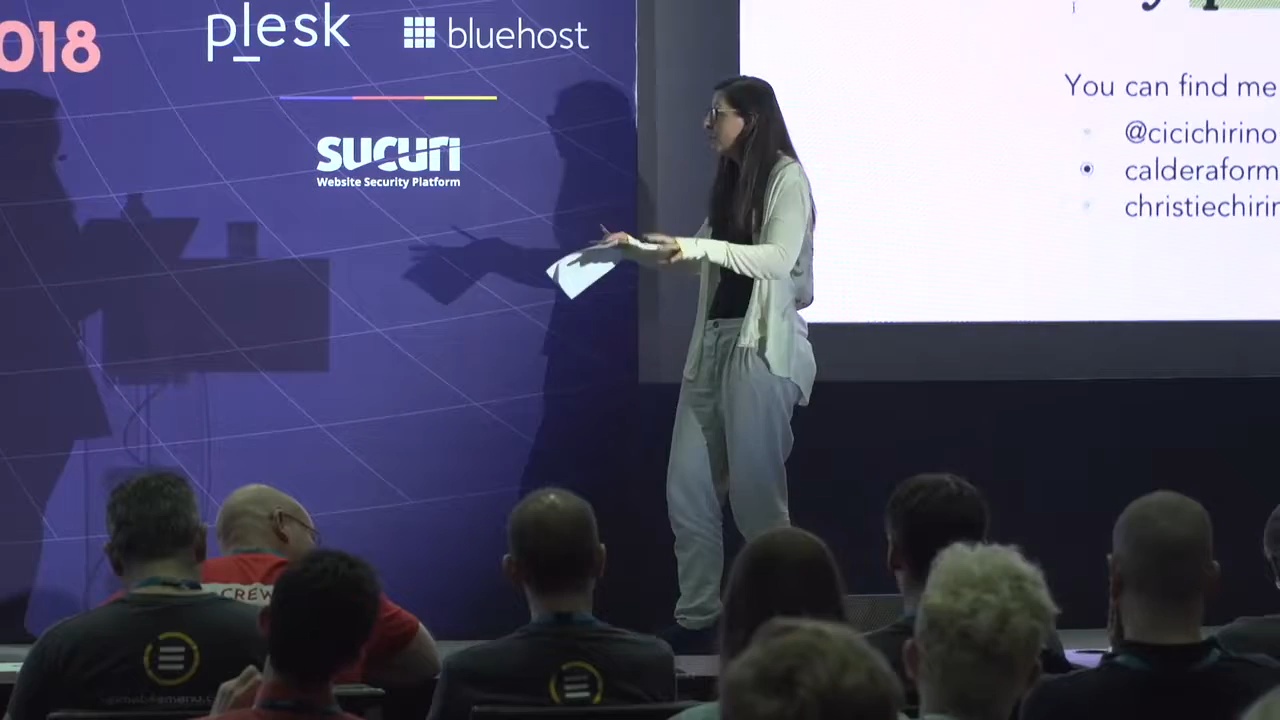 018
plesk
bluehost
sucuri
Website Security Platform
You can find me
@cicichirino
calderaform
christiechirin
CREW